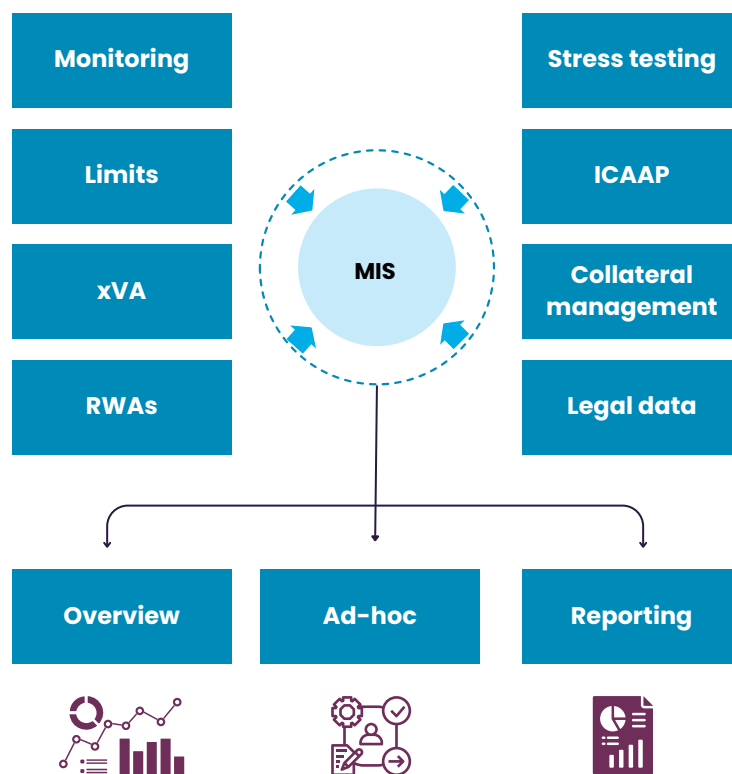 Monitoring
Stress testing
Limits
ICAAP
MIS
xVA
Collateral
management
RWAs
Legal data
Overview
Ad-hoc
Reporting